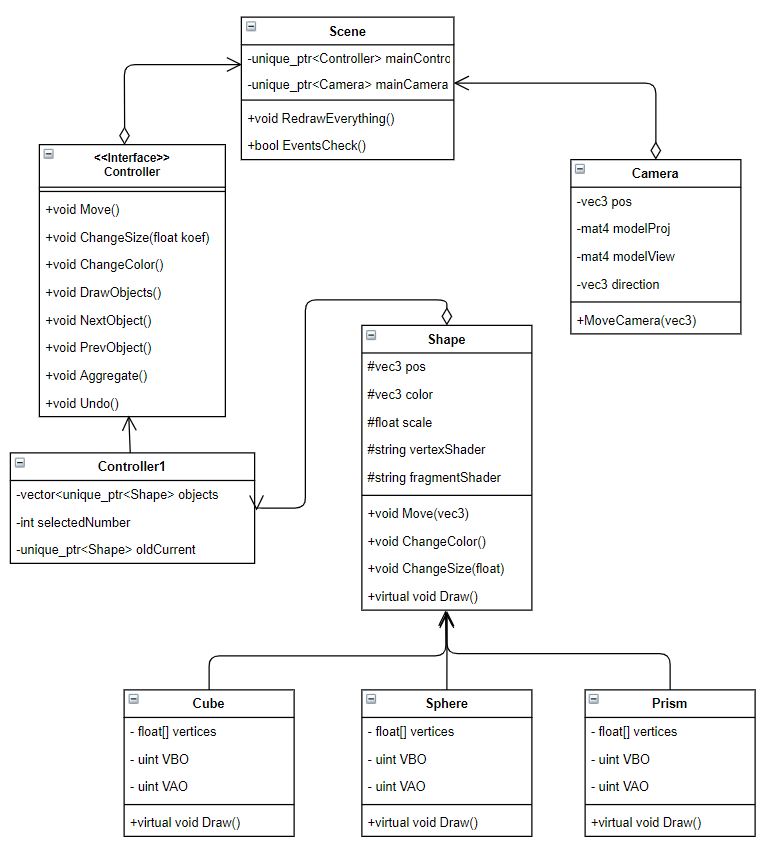 Scene
-unique_ptr<Controller> mainContro
-unique_ptr<Camera> mainCamera
+void RedrawEverything()
+bool EventsCheck()
<<Interface>>
Controller
+void Move()
+void ChangeSize(float koef)
+void ChangeColor()
+void DrawObjects()
+void NextObject()
+void PrevObject()
+void Aggregate()
+void Undo()
Camera
-vec3 pos
-mat4 modelProj
-mat4 modelView
-vec3 direction
+MoveCamera(vec3)
Shape
#vec3 pos
#vec3 color
#float scale
#string vertexShader
#string fragmentShader
+void Move(vec3)
+void ChangeColor()
+void ChangeSize(float)
+virtual void Draw()
Controller1
-vector<unique_ptr<Shape> objects
-int selectedNumber
-unique_ptr<Shape> oldCurrent
Cube
- float[] vertices
- uint VBO
- uint VAO
+virtual void Draw()
Sphere
- float[] vertices
- uint VBO
- uint VAO
+virtual void Draw()
Prism
- float[] vertices
- uint VBO
- uint VAO
+virtual void Draw()